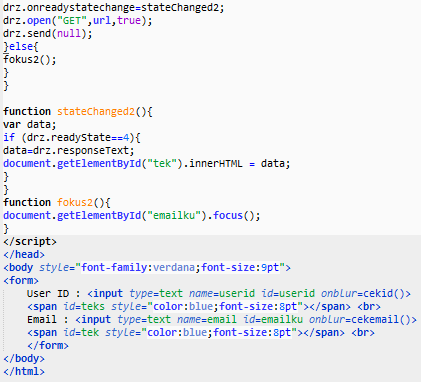 drz.onreadystatechange=stateChanged2;
drz.open("GET",url,true);
drz.send(null);
}else{
fokus2();
}
}
function stateChanged2(){
var data;
if (drz.readyState==4){
data=drz.responseText;
document.getElementById("tek").innerHTML = data;
}
}
function fokus2(){
document.getElementById("emailku").focus();
}
</script>
</head>
<body style="font-family:verdana;font-size:9pt">
<form>
User ID : <input type=text name=userid id=userid onblur=cekid()>
<span id=teks style="color:blue;font-size:8pt"></span> <br>
Email : <input type=text name=email id=emailku onblur=cekemail()>
<span id=tek style="color:blue;font-size:8pt"></span> <br>
</form>
</body>
</html>